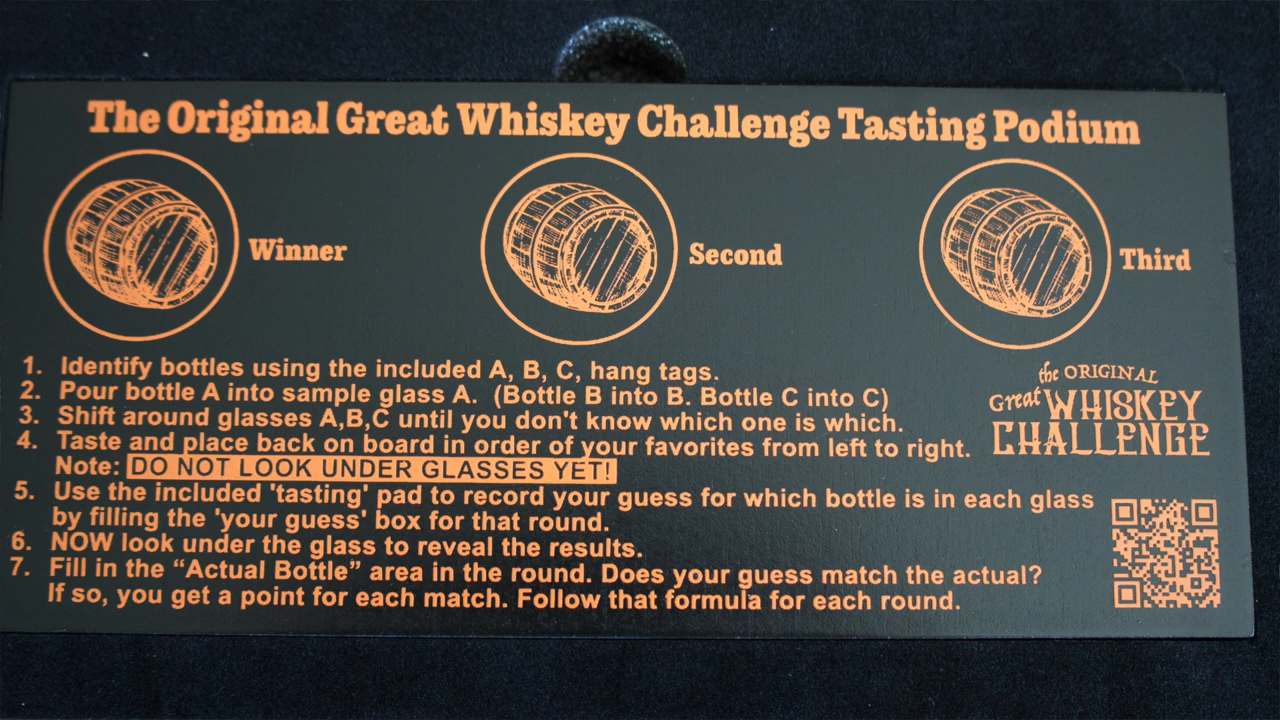 The Original Great Whiskey Challenge Tasting Podium
Winner
Second
Third
1. Identify bottles using the included A, B, C, hang tags.
2. Pour bottle A into sample glass A. (Bottle B into B. Bottle C into C)
3. Shift around glasses A,B,C until you don't know which one is which.
4. Taste and place back on board in order of your favorites from left to right.
Note: DO NOT LOOK UNDER GLASSES YET!
5. Use the included 'tasting' pad to record your guess for which bottle is in each glass
by filling the 'your guess' box for that round.
6. NOW look under the glass to reveal the results.
7. Fill in the “Actual Bottle” area in the round. Does your guess match the actual?
If so, you get a point for each match. Follow that formula for each round.
the ORIGINAL
Great WHISKEY
CHALLENGE